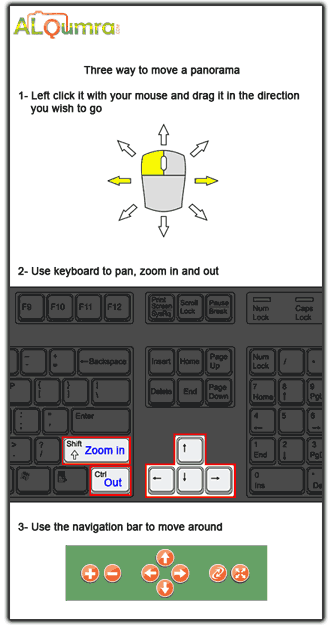 ALQumra
Three way to move a panorama
1- Left click it with your mouse and drag it in the direction
you wish to go
2- Use keyboard to pan, zoom in and out
F9 F10 F11 F12
Print Screen SysRq
Scroll Lock
Pause Break
Num Lock
Caps Lock
←Backspace
Insert Home Page Up
Num Lock / *
Delete End Page Down
7 Home 8 ↑ 9 PgU
Enter
4 ← 5 6 →
Shift
⇧ Zoom in
↑
1 End 2 ↓ 3 PgD
Ctrl
Out
← ↓ →
0 Ins
3- Use the navigation bar to move around